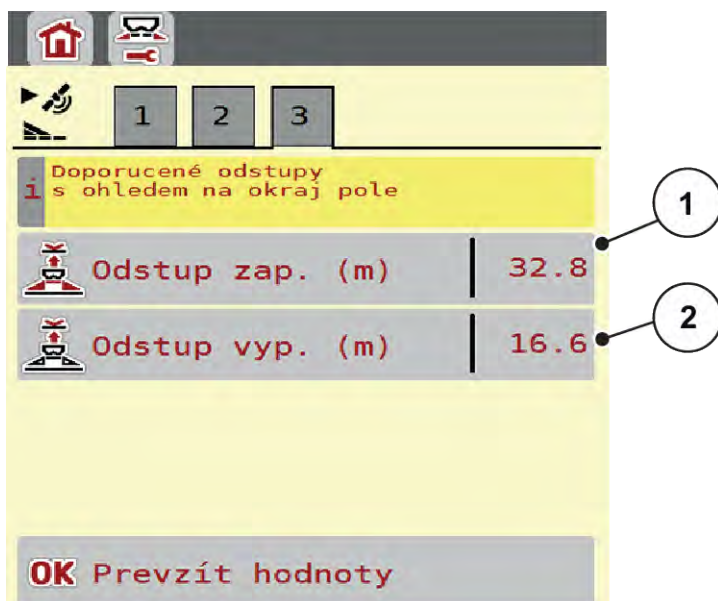 1 2 3
i Doporucené odstupy
s ohledem na okraj pole
Odstup zap. (m) 32.8
1
Odstup vyp. (m) 16.6
2
OK Prevzít hodnoty